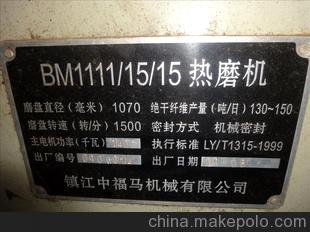 BM1111/15/15 热磨机
磨盘直径(毫米) 1070 绝干纤维产量(吨/日) 130~150
磨盘转速(转/分) 1500 密封方式 机械密封
主电机功率(千瓦) 执行标准 LY/T1315-1999
出厂编号 出厂日期
镇江中福马机械有限公司
china.makepolo.com